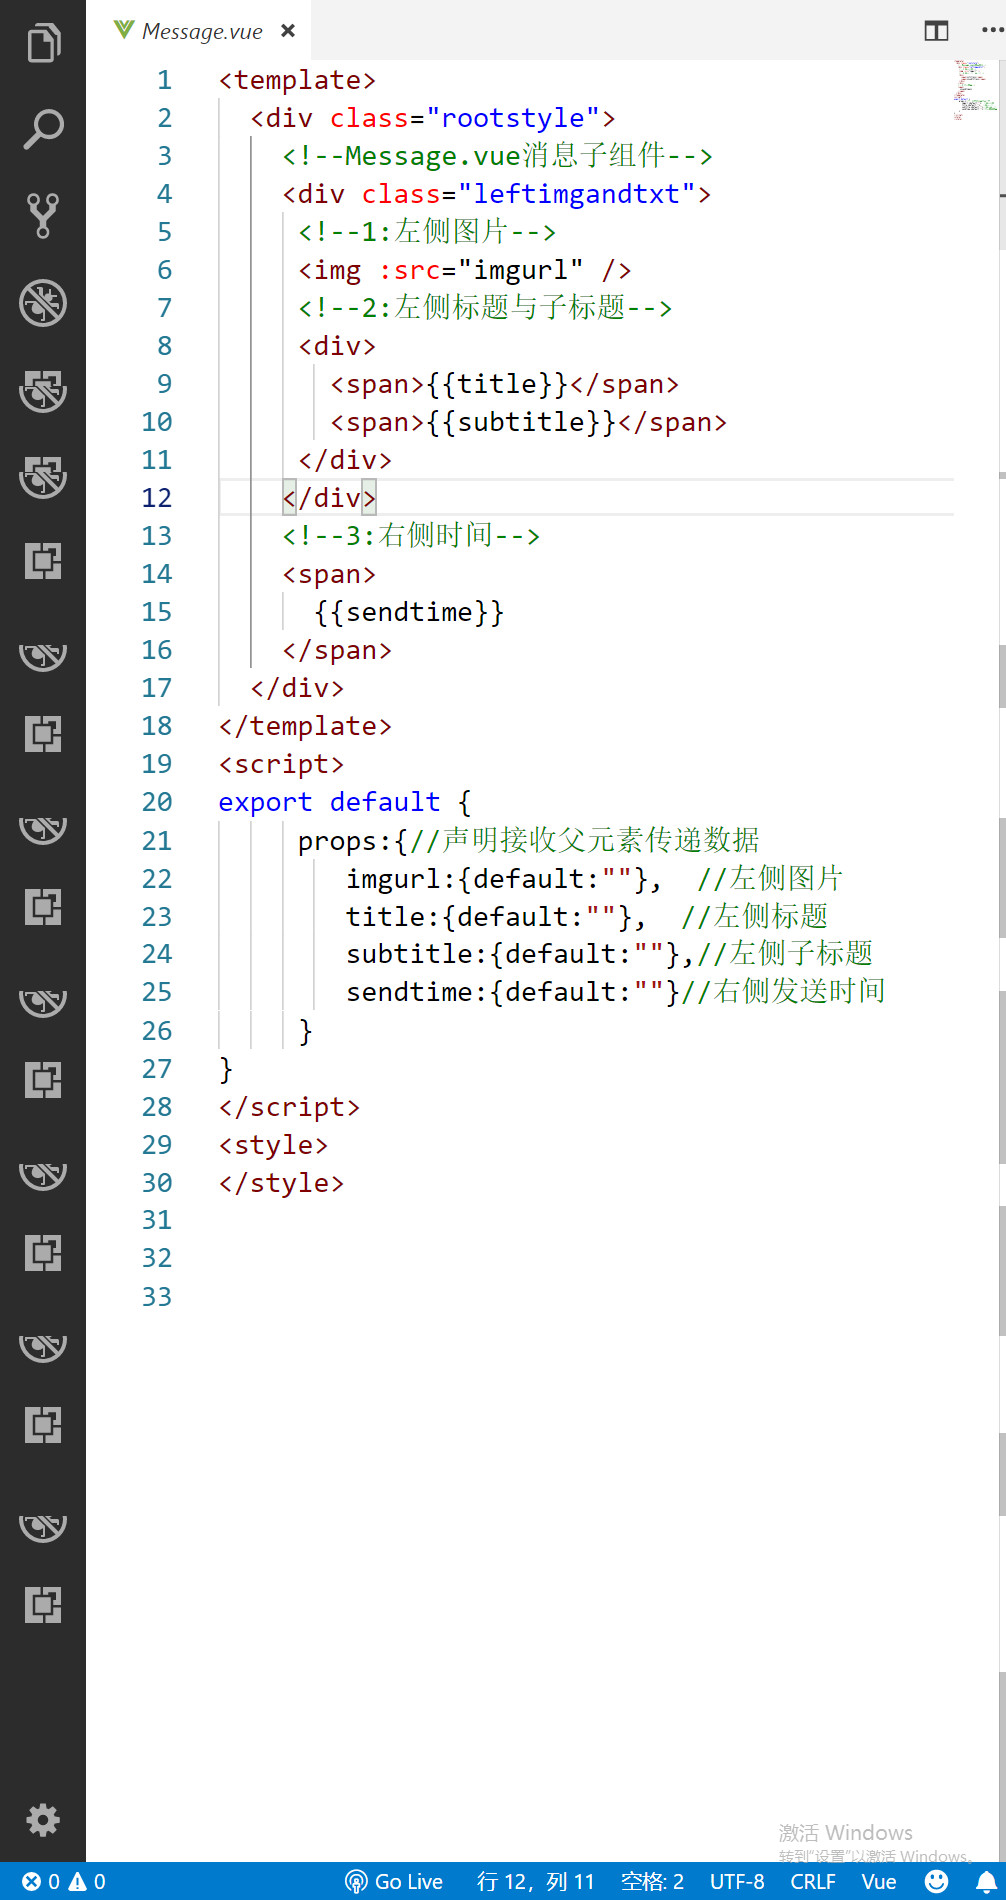 Message.vue ×
1 <template>
2   <div class="rootstyle">
3     <!--Message.vue消息子组件-->
4     <div class="leftimgandtxt">
5      <!--1:左侧图片-->
6      <img :src="imgurl" />
7      <!--2:左侧标题与子标题-->
8      <div>
9        <span>{{title}}</span>
10       <span>{{subtitle}}</span>
11     </div>
12    </div>
13    <!--3:右侧时间-->
14    <span>
15      {{sendtime}}
16    </span>
17  </div>
18 </template>
19 <script>
20 export default {
21     props:{//声明接收父元素传递数据
22        imgurl:{default:""},  //左侧图片
23        title:{default:""},  //左侧标题
24        subtitle:{default:""},//左侧子标题
25        sendtime:{default:""}//右侧发送时间
26     }
27 }
28 </script>
29 <style>
30 </style>
31
32
33
激活 Windows
转到"设置"以激活 Windows。
0 0 Go Live 行 12，列 11 空格: 2 UTF-8 CRLF Vue